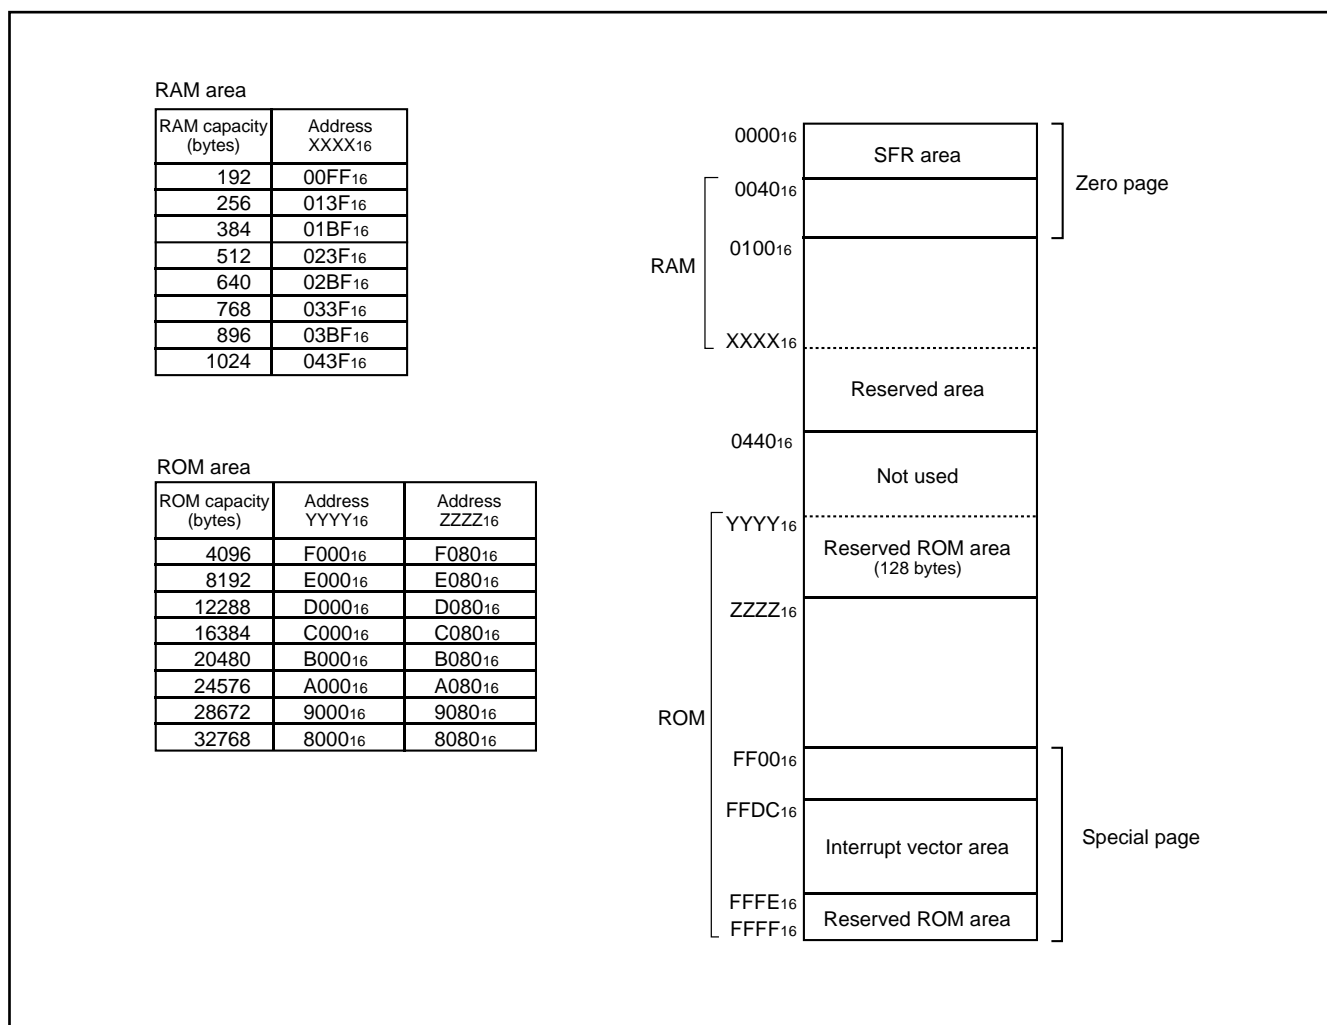 RAM area
RAM capacity (bytes) Address XXXX16
192 00FF16
256 013F16
384 01BF16
512 023F16
640 02BF16
768 033F16
896 03BF16
1024 043F16
ROM area
ROM capacity (bytes) Address YYYY16 Address ZZZZ16
4096 F00016 F08016
8192 E00016 E08016
12288 D00016 D08016
16384 C00016 C08016
20480 B00016 B08016
24576 A00016 A08016
28672 900016 908016
32768 800016 808016
000016
SFR area
Zero page
004016
010016
RAM
XXXX16
Reserved area
044016
Not used
YYYY16
Reserved ROM area
(128 bytes)
ZZZZ16
ROM
FF0016
FFDC16
Interrupt vector area
Special page
FFFE16
Reserved ROM area
FFFF16